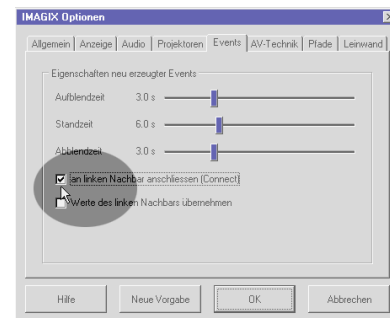 IMAGIX Optionen
Allgemein Anzeige Audio Projektoren Events AV-Technik Pfade Leinwand
Eigenschaften neu erzeugter Events
Aufblendzeit 3.0 s
Standzeit 6.0 s
Abblendzeit 3.0 s
an linken Nachbar anschliessen (Connect)
Werte des linken Nachbars übernehmen
Hilfe Neue Vorgabe OK Abbrechen